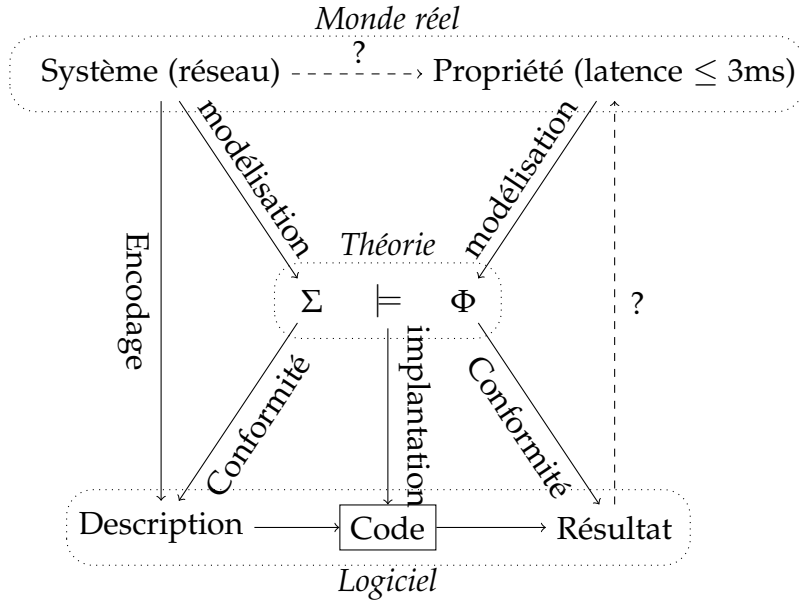 Monde réel
?
Système (réseau) Propriété (latence ≤ 3ms)
modélisation modélisation
Encodage
Théorie
Σ ⊨ Φ
?
Conformité implantation Conformité
Description Code Résultat
Logiciel